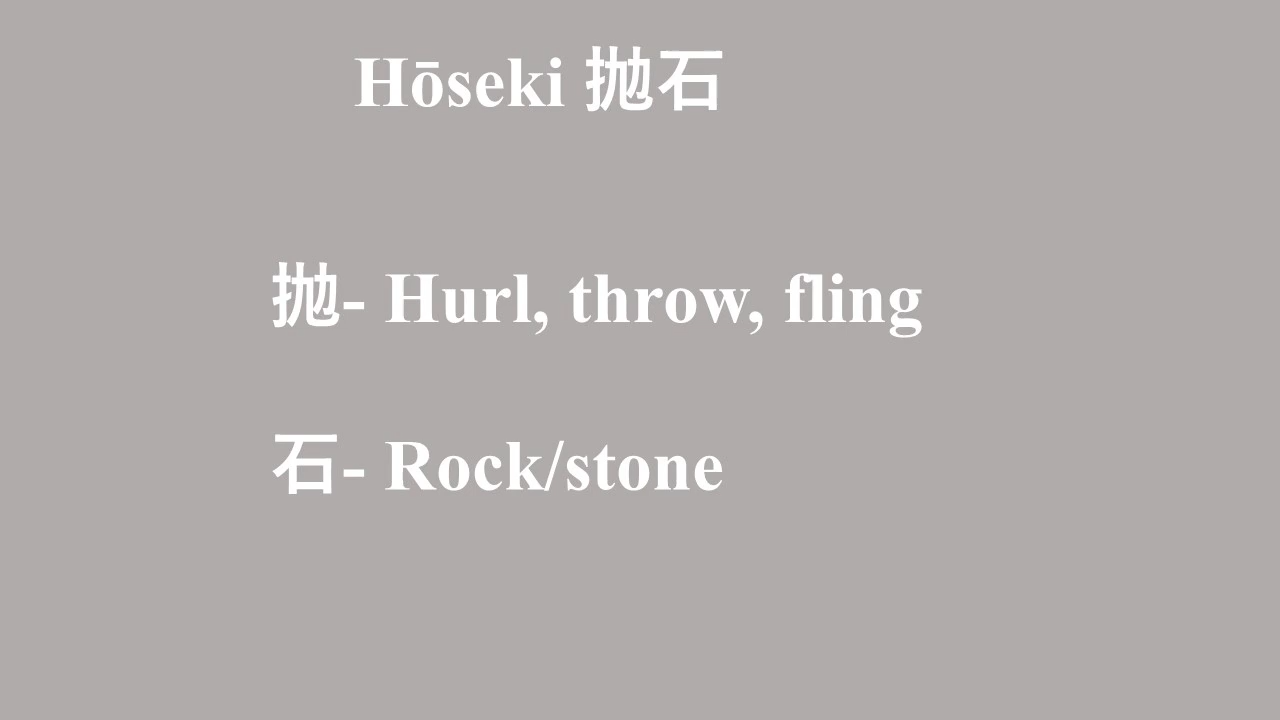 Hōseki 抛石
抛- Hurl, throw, fling
石- Rock/stone